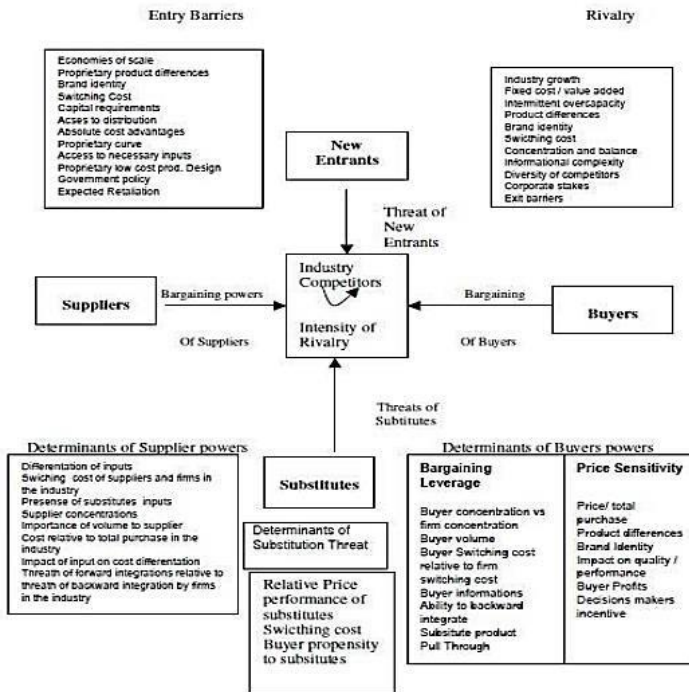 Entry Barriers
Rivalry
Economies of scale
Proprietary product differences
Brand identity
Switching Cost
Capital requirements
Acses to distribution
Absolute cost advantages
Proprietary curve
Access to necessary inputs
Proprietary low cost prod. Design
Government policy
Expected Retaliation
Industry growth
Fixed cost / value added
Intermittent overcapacity
Product differences
Brand identity
Swicthing cost
Concentration and balance
Informational complexity
Diversity of competitors
Corporate stakes
Exit barriers
New
Entrants
Threat of
New
Entrants
Suppliers
Bargaining powers
Of Suppliers
Industry
Competitors
Intensity of
Rivalry
Bargaining
Of Buyers
Buyers
Threats of
Subtitutes
Determinants of Supplier powers
Differentation of inputs
Swiching cost of suppliers and firms in
the industry
Presense of substitutes inputs
Supplier concentrations
Importance of volume to supplier
Cost relative to total purchase in the
industry
Impact of input on cost differentation
Threath of forward integrations relative to
threath of backward integration by firms
in the industry
Substitutes
Determinants of
Substitution Threat
Relative Price
performance of
substitutes
Swicthing cost
Buyer propensity
to subsitutes
Determinants of Buyers powers
Bargaining
Leverage
Buyer concentration vs
firm concentration
Buyer volume
Buyer Switching cost
relative to firm
switching cost
Buyer informations
Ability to backward
integrate
Subsitute product
Pull Through
Price Sensitivity
Price/ total
purchase
Product differences
Brand Identity
Impact on quality /
performance
Buyer Profits
Decisions makers
incentive